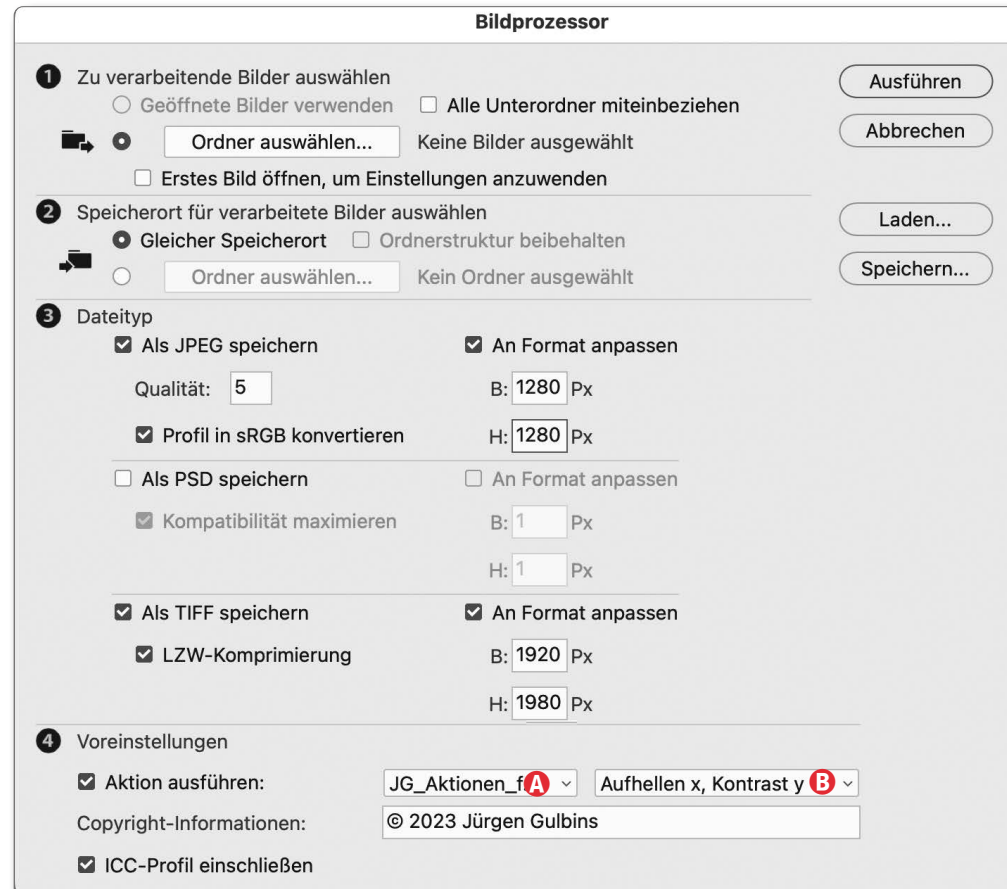 Bildprozessor
1 Zu verarbeitende Bilder auswählen
Geöffnete Bilder verwenden Alle Unterordner miteinbeziehen
Ordner auswählen... Keine Bilder ausgewählt
Erstes Bild öffnen, um Einstellungen anzuwenden
Ausführen
Abbrechen
2 Speicherort für verarbeitete Bilder auswählen
Gleicher Speicherort Ordnerstruktur beibehalten
Ordner auswählen... Kein Ordner ausgewählt
Laden...
Speichern...
3 Dateityp
Als JPEG speichern An Format anpassen
Qualität: 5 B: 1280 Px
Profil in sRGB konvertieren H: 1280 Px
Als PSD speichern An Format anpassen
Kompatibilität maximieren B: 1 Px
H: 1 Px
Als TIFF speichern An Format anpassen
LZW-Komprimierung B: 1920 Px
H: 1980 Px
4 Voreinstellungen
Aktion ausführen: JG_Aktionen_f A Aufhellen x, Kontrast y B
Copyright-Informationen: © 2023 Jürgen Gulbins
ICC-Profil einschließen